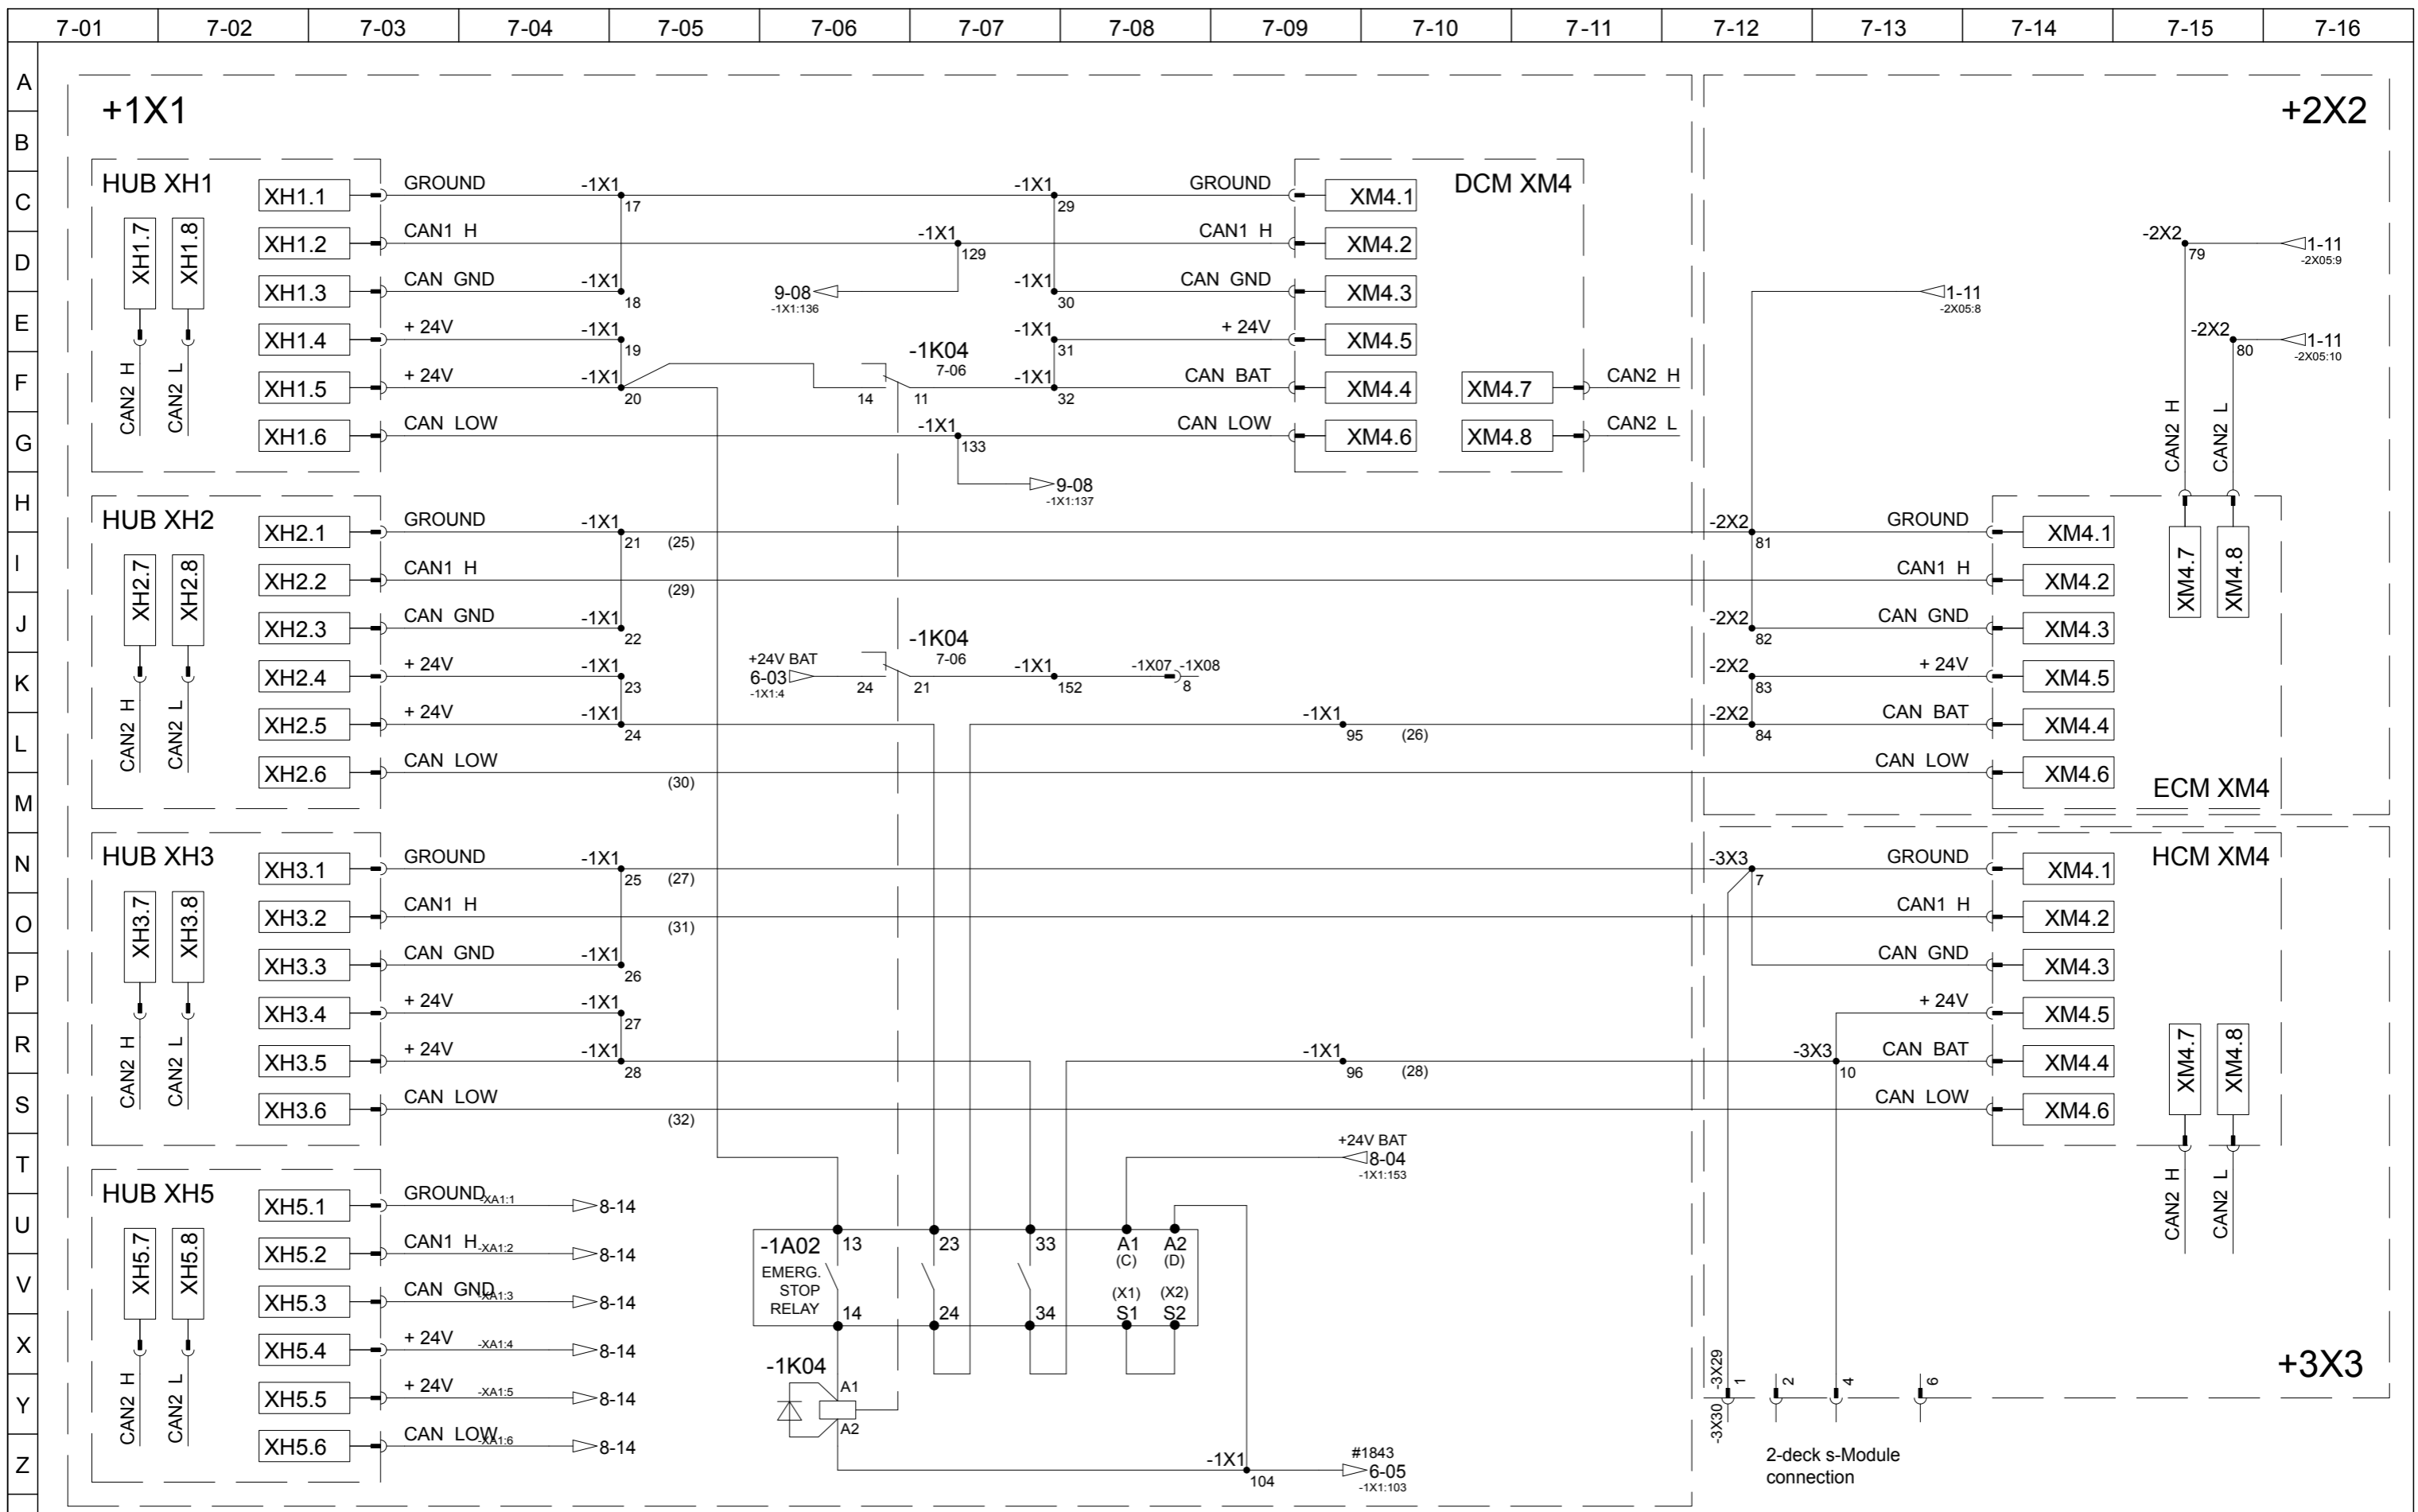 7-01 7-02 7-03 7-04 7-05 7-06 7-07 7-08 7-09 7-10 7-11 7-12 7-13 7-14 7-15 7-16
A
B
C
D
E
F
G
H
I
J
K
L
M
N
O
P
R
S
T
U
V
X
Y
Z
+1X1
HUB XH1
XH1.7 XH1.8
CAN2 H CAN2 L
XH1.1 GROUND -1X1 17 -1X1 29 GROUND XM4.1
DCM XM4
XH1.2 CAN1 H -1X1 129 CAN1 H XM4.2
XH1.3 CAN GND -1X1 18 9-08 -1X1:136 -1X1 30 CAN GND XM4.3
XH1.4 + 24V -1X1 19 -1X1 31 + 24V XM4.5
-1K04
7-06
XH1.5 + 24V -1X1 20 14 11 -1X1 32 CAN BAT XM4.4 XM4.7 CAN2 H
XH1.6 CAN LOW -1X1 133 CAN LOW XM4.6 XM4.8 CAN2 L
9-08
-1X1:137
HUB XH2
XH2.7 XH2.8
CAN2 H CAN2 L
XH2.1 GROUND -1X1 21 (25)
XH2.2 CAN1 H (29)
XH2.3 CAN GND -1X1 22
XH2.4 + 24V -1X1 23
+24V BAT
6-03
-1X1:4
24 21
-1K04
7-06
-1X1 152 -1X07 -1X08 8
XH2.5 + 24V -1X1 24 -1X1 95 (26)
XH2.6 CAN LOW (30)
HUB XH3
XH3.7 XH3.8
CAN2 H CAN2 L
XH3.1 GROUND -1X1 25 (27)
XH3.2 CAN1 H (31)
XH3.3 CAN GND -1X1 26
XH3.4 + 24V -1X1 27
XH3.5 + 24V -1X1 28 -1X1 96 (28)
XH3.6 CAN LOW (32)
HUB XH5
XH5.7 XH5.8
CAN2 H CAN2 L
XH5.1 GROUND -XA1:1 8-14
XH5.2 CAN1 H -XA1:2 8-14
XH5.3 CAN GND -XA1:3 8-14
XH5.4 + 24V -XA1:4 8-14
XH5.5 + 24V -XA1:5 8-14
XH5.6 CAN LOW -XA1:6 8-14
+24V BAT
8-04
-1X1:153
-1A02 13 23 33 A1 A2
(C) (D)
EMERG.
STOP
RELAY
(X1) (X2)
14 24 34 S1 S2
-1K04
A1
A2
-1X1 104
#1843
6-05
-1X1:103
+2X2
-2X2 79 1-11
-2X05:9
1-11
-2X05:8
-2X2 80 1-11
-2X05:10
CAN2 H CAN2 L
XM4.7 XM4.8
-2X2 81 GROUND XM4.1
CAN1 H XM4.2
-2X2 82 CAN GND XM4.3
-2X2 83 + 24V XM4.5
-2X2 84 CAN BAT XM4.4
CAN LOW XM4.6
ECM XM4
HCM XM4
-3X3 7 GROUND XM4.1
CAN1 H XM4.2
CAN GND XM4.3
+ 24V XM4.5
-3X3 10 CAN BAT XM4.4
CAN LOW XM4.6
XM4.7 XM4.8
CAN2 H CAN2 L
+3X3
-3X29 1 2 4 6
-3X30
2-deck s-Module
connection